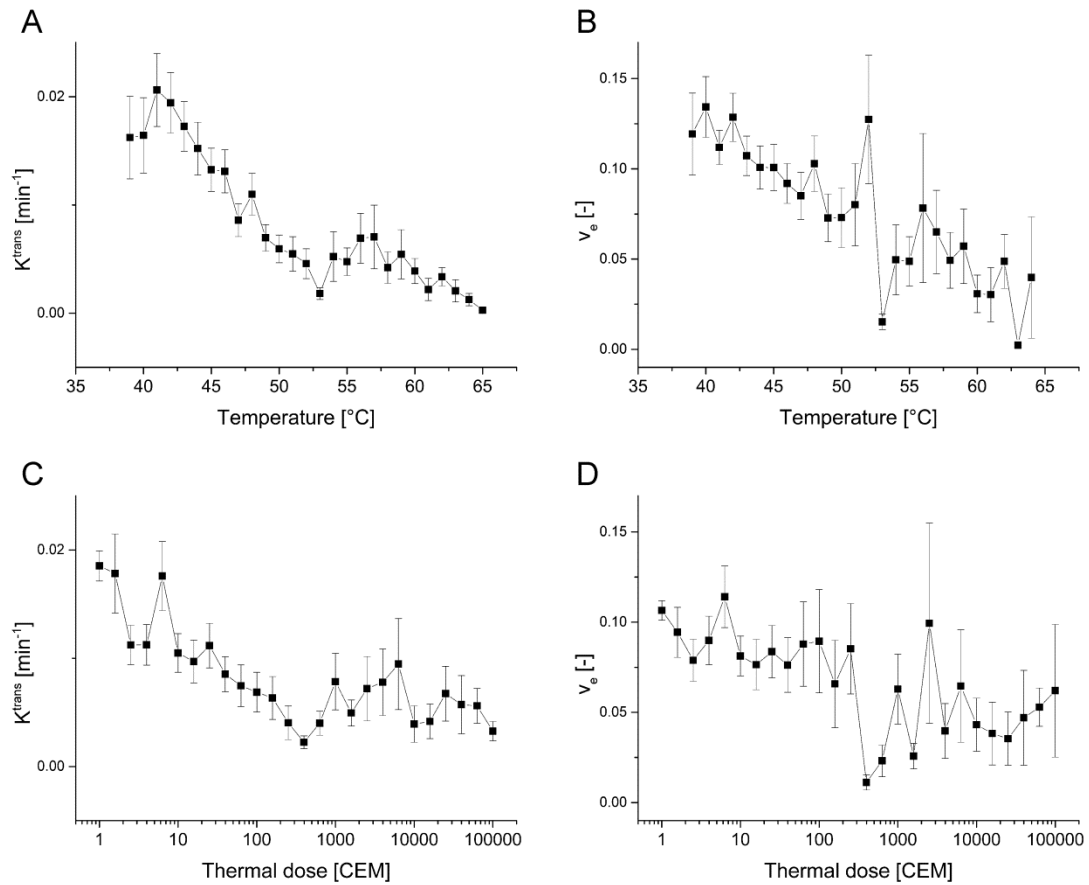 A
B
K^trans [min^-1]
0.02
0.00
35 40 45 50 55 60 65
Temperature [°C]
v_e [-]
0.15
0.10
0.05
0.00
35 40 45 50 55 60 65
Temperature [°C]
C
D
K^trans [min^-1]
0.02
0.00
1 10 100 1000 10000 100000
Thermal dose [CEM]
v_e [-]
0.15
0.10
0.05
0.00
1 10 100 1000 10000 100000
Thermal dose [CEM]